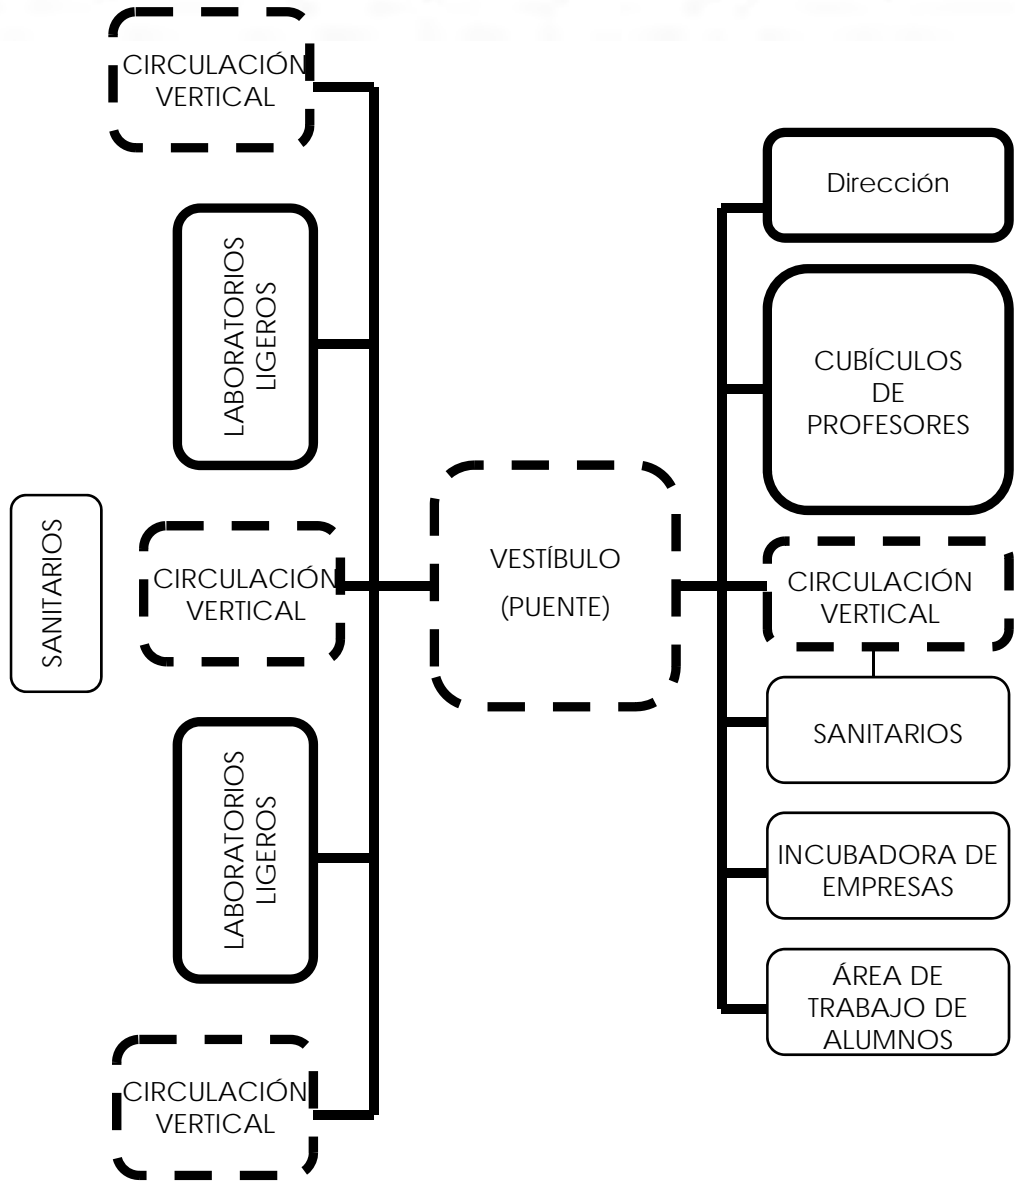 CIRCULACIÓN
VERTICAL
LABORATORIOS
LIGEROS
SANITARIOS
CIRCULACIÓN
VERTICAL
LABORATORIOS
LIGEROS
CIRCULACIÓN
VERTICAL
VESTÍBULO
(PUENTE)
Dirección
CUBÍCULOS
DE
PROFESORES
CIRCULACIÓN
VERTICAL
SANITARIOS
INCUBADORA DE
EMPRESAS
ÁREA DE
TRABAJO DE
ALUMNOS